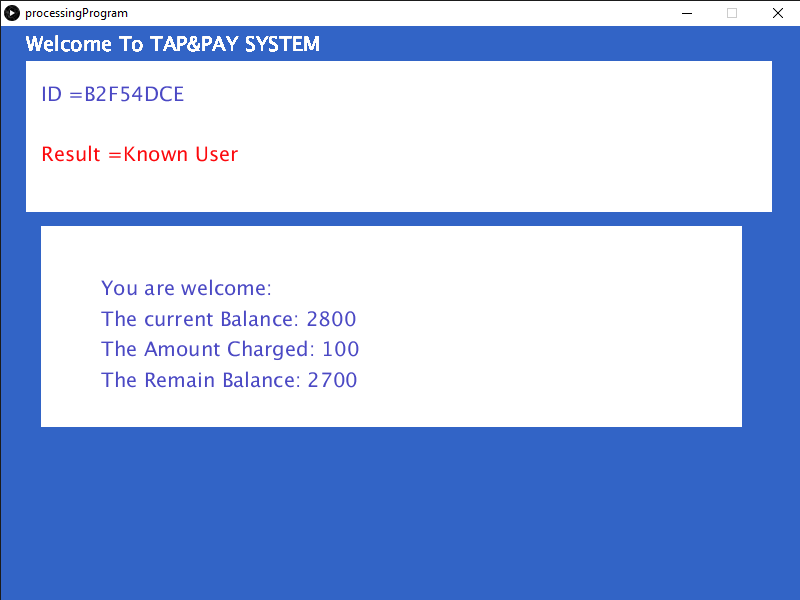 processingProgram
Welcome To TAP&PAY SYSTEM
ID =B2F54DCE
Result =Known User
You are welcome:
The current Balance: 2800
The Amount Charged: 100
The Remain Balance: 2700